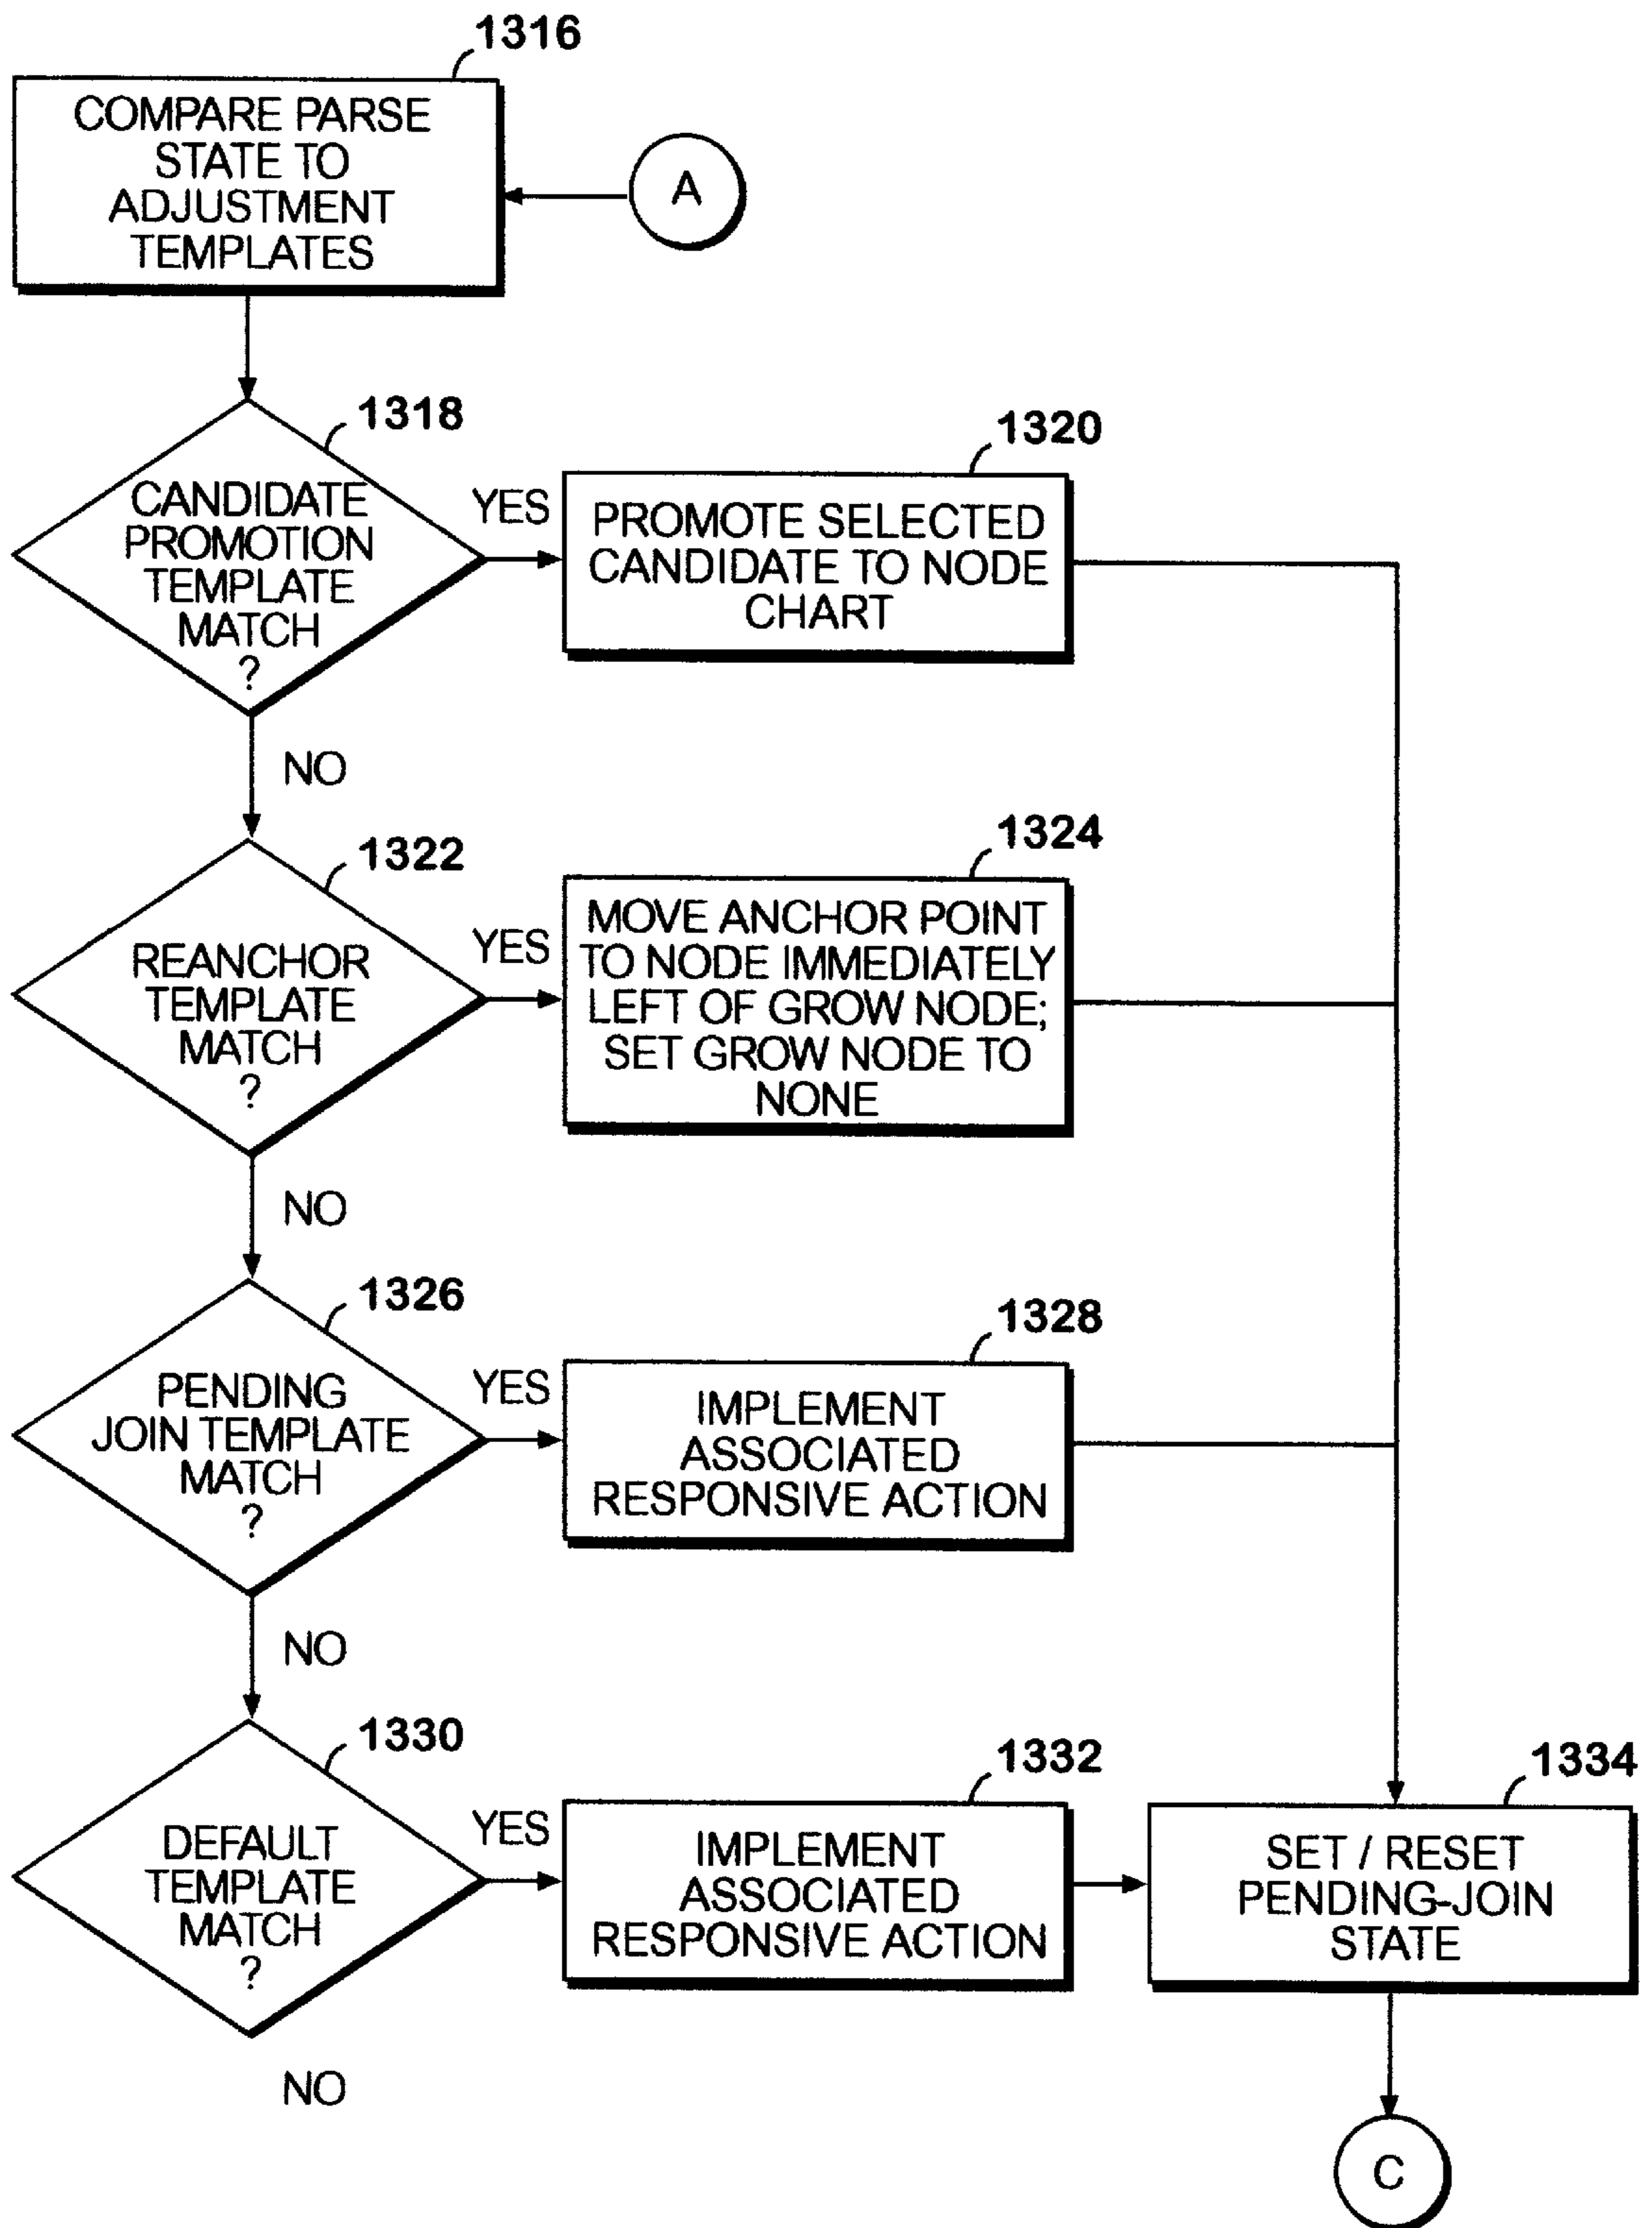 1316
COMPARE PARSE
STATE TO
ADJUSTMENT
TEMPLATES
A
1318
CANDIDATE
PROMOTION
TEMPLATE
MATCH
?
YES
1320
PROMOTE SELECTED
CANDIDATE TO NODE
CHART
NO
1322
REANCHOR
TEMPLATE
MATCH
?
YES
1324
MOVE ANCHOR POINT
TO NODE IMMEDIATELY
LEFT OF GROW NODE;
SET GROW NODE TO
NONE
NO
1326
PENDING
JOIN TEMPLATE
MATCH
?
YES
1328
IMPLEMENT
ASSOCIATED
RESPONSIVE ACTION
NO
1330
DEFAULT
TEMPLATE
MATCH
?
YES
1332
IMPLEMENT
ASSOCIATED
RESPONSIVE ACTION
1334
SET / RESET
PENDING-JOIN
STATE
NO
C